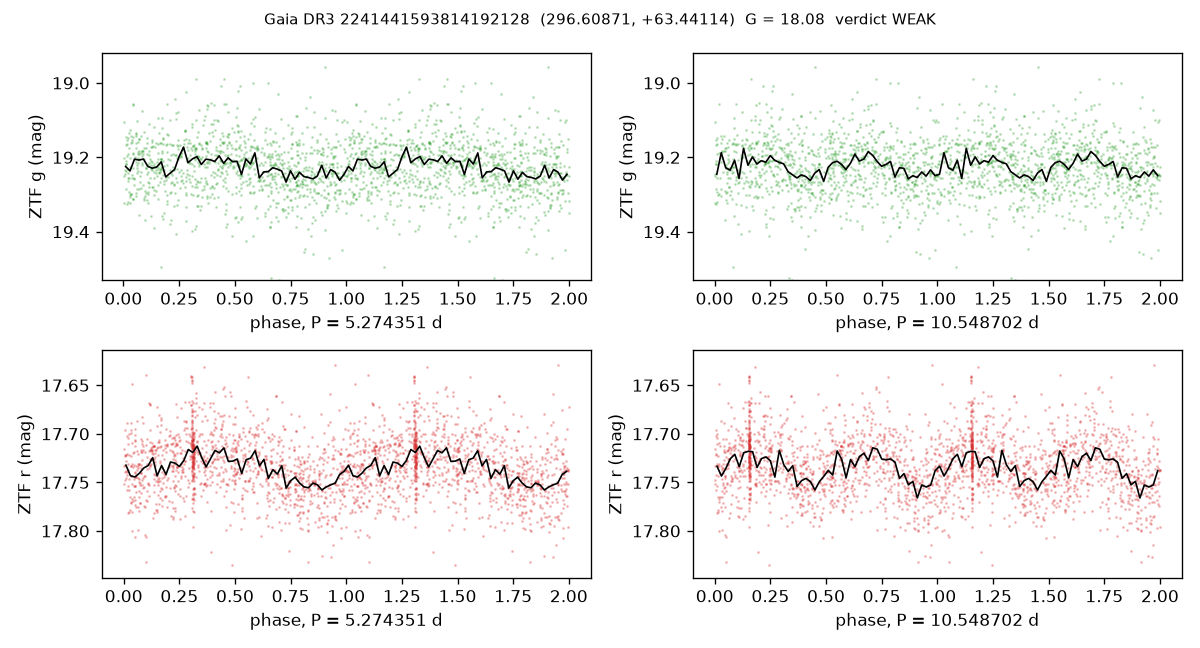 Gaia DR3 2241441593814192128 (296.60871, +63.44114) G = 18.08 verdict WEAK
ZTF g (mag)
19.0
19.2
19.4
0.00 0.25 0.50 0.75 1.00 1.25 1.50 1.75 2.00
phase, P = 5.274351 d
ZTF g (mag)
19.0
19.2
19.4
0.00 0.25 0.50 0.75 1.00 1.25 1.50 1.75 2.00
phase, P = 10.548702 d
ZTF r (mag)
17.65
17.70
17.75
17.80
0.00 0.25 0.50 0.75 1.00 1.25 1.50 1.75 2.00
phase, P = 5.274351 d
ZTF r (mag)
17.65
17.70
17.75
17.80
0.00 0.25 0.50 0.75 1.00 1.25 1.50 1.75 2.00
phase, P = 10.548702 d